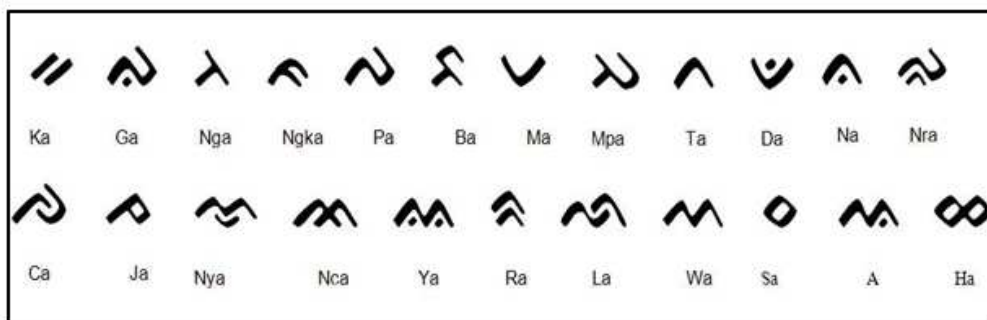 ᨀ ᨁ ᨂ ᨃ ᨄ ᨅ ᨆ ᨇ ᨈ ᨉ ᨊ ᨋ
Ka Ga Nga Ngka Pa Ba Ma Mpa Ta Da Na Nra
ᨌ ᨍ ᨎ ᨏ ᨐ ᨑ ᨒ ᨓ ᨔ ᨕ ᨖ
Ca Ja Nya Nca Ya Ra La Wa Sa A Ha